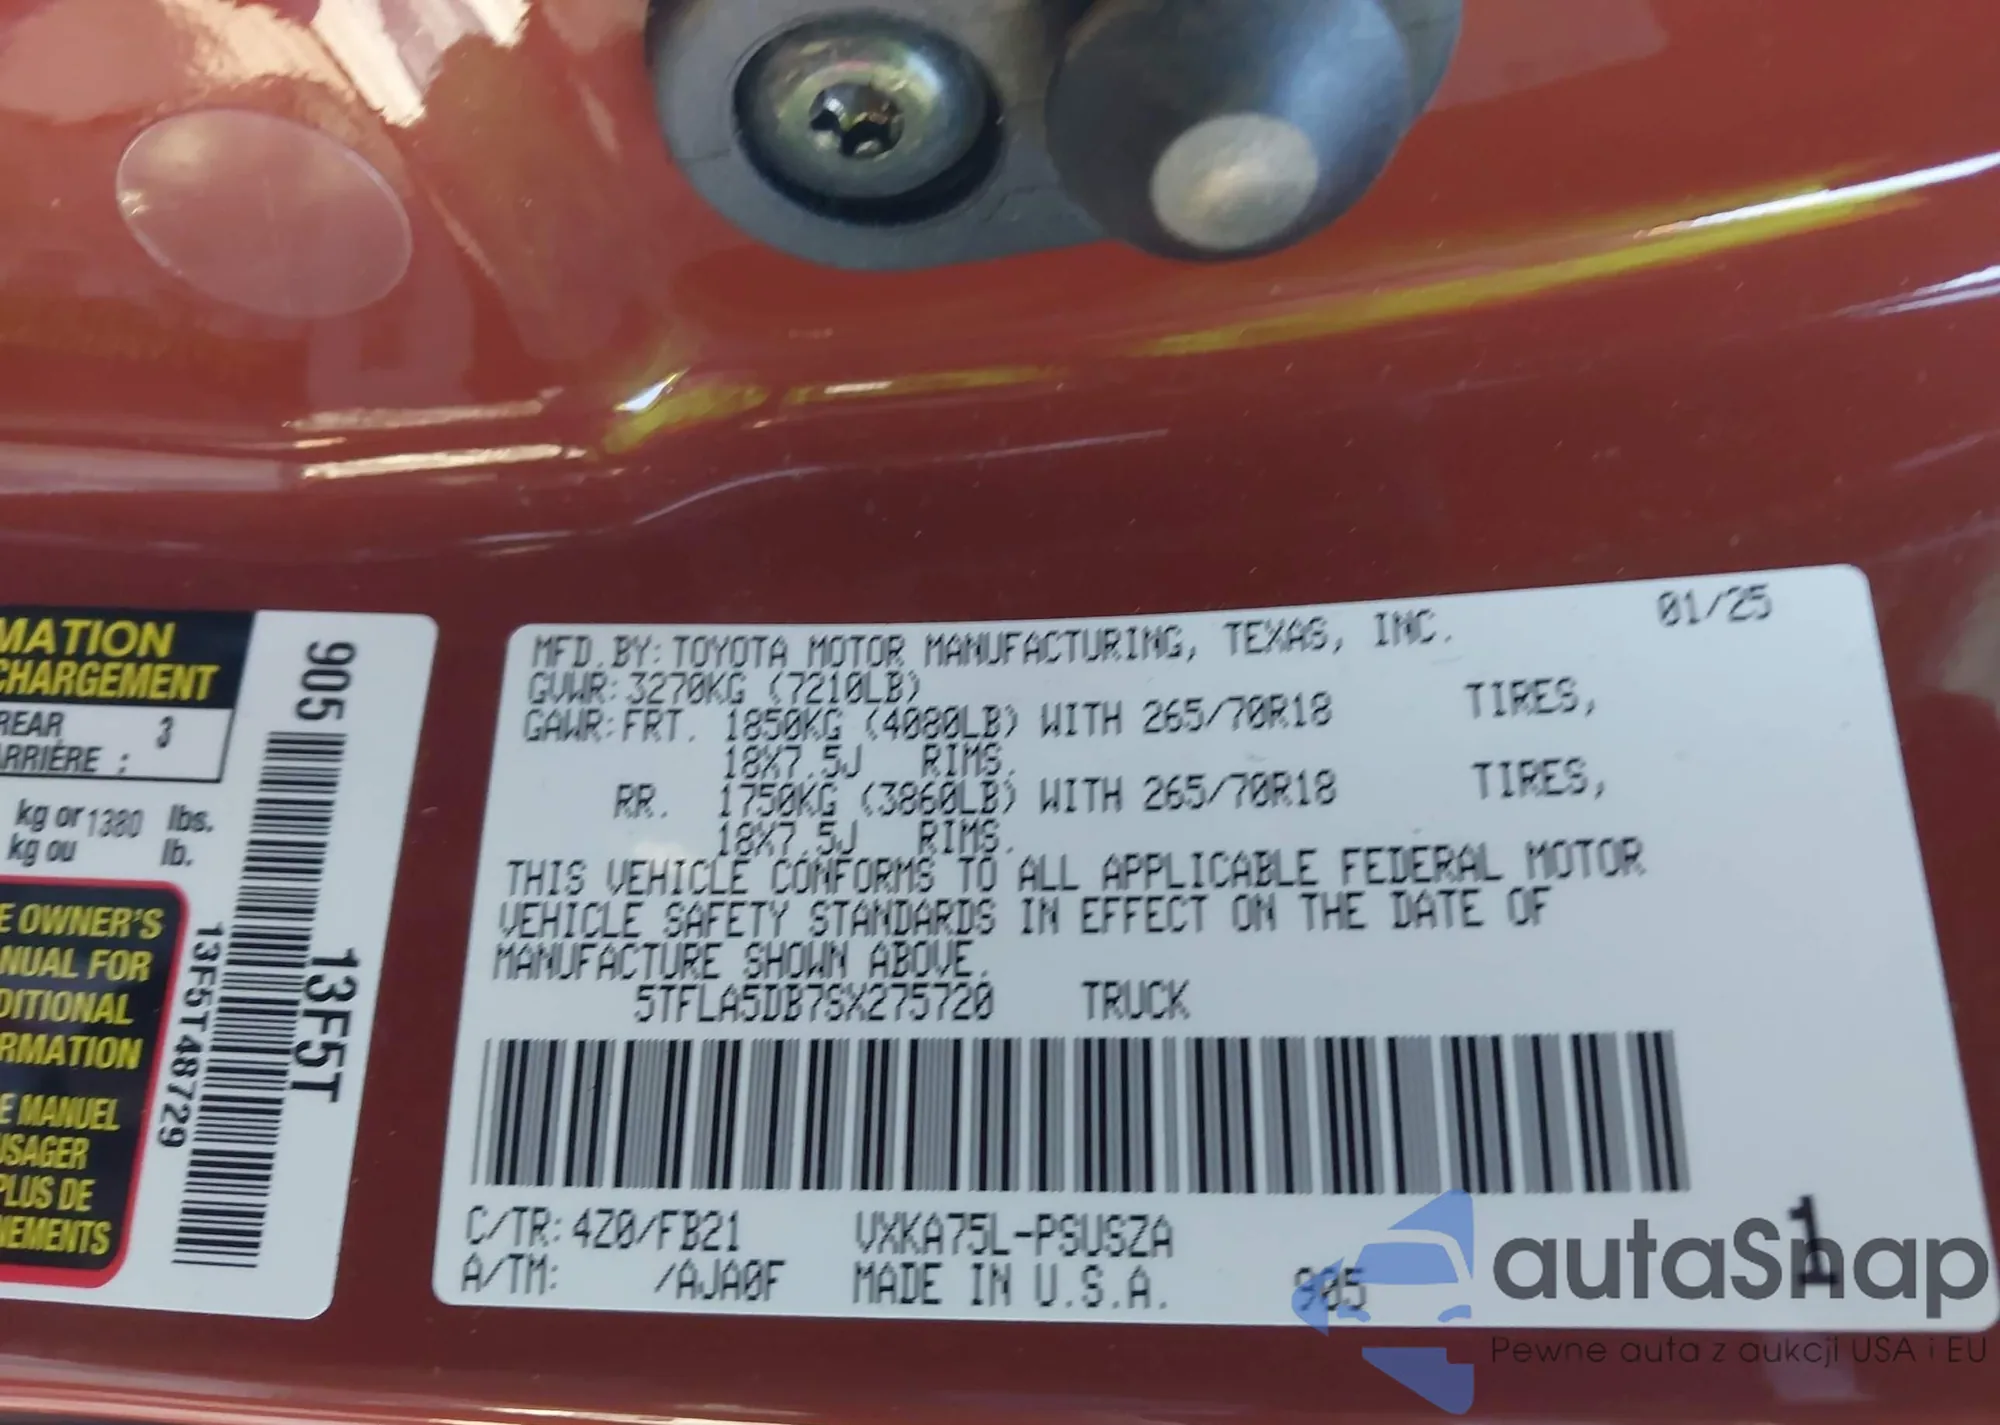 MATION
CHARGEMENT
REAR 3
ARRIÈRE :
kg or 1380 lbs.
kg ou lb.
E OWNER'S
NUAL FOR
DITIONAL
RMATION
E MANUEL
USAGER
PLUS DE
NEMENTS
905
13F5T
13F5T48729
MFD.BY:TOYOTA MOTOR MANUFACTURING, TEXAS, INC. 01/25
GVWR:3270KG (7210LB)
GAWR:FRT. 1850KG (4080LB) WITH 265/70R18 TIRES,
18X7.5J RIMS.
RR. 1750KG (3860LB) WITH 265/70R18 TIRES,
18X7.5J RIMS.
THIS VEHICLE CONFORMS TO ALL APPLICABLE FEDERAL MOTOR
VEHICLE SAFETY STANDARDS IN EFFECT ON THE DATE OF
MANUFACTURE SHOWN ABOVE.
5TFLA5DB7SX275720 TRUCK
C/TR:4Z0/FB21 VXKA75L-PSUSZA
A/TM: /AJA0F MADE IN U.S.A. 905 1
autaSnap
Pewne auta z aukcji USA i EU